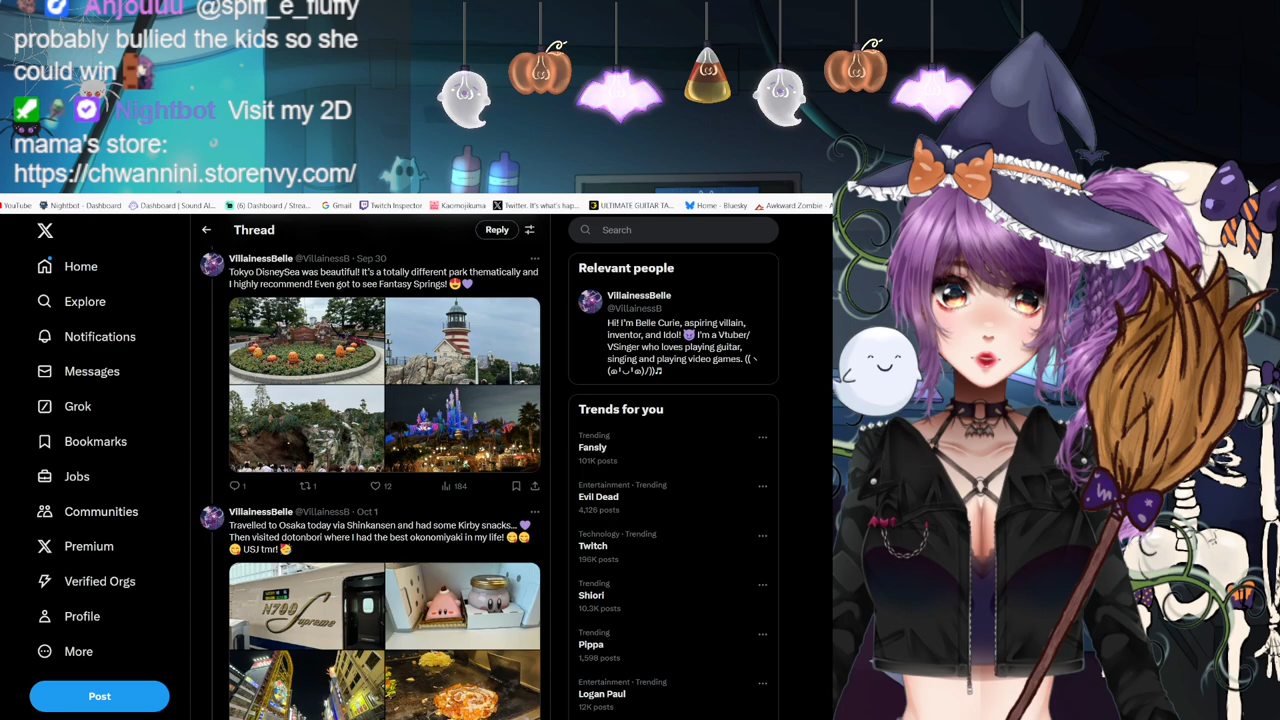 Anjouuu @spiff_e_fluffy
probably bullied the kids so she
could win
Nightbot Visit my 2D
mama's store:
https://chwannini.storenvy.com/
YouTube
Nightbot - Dashboard
Dashboard | Sound Al...
(6) Dashboard / Strea...
Gmail
Twitch Inspector
Kaomojikuma
Twitter. It's what's hap...
ULTIMATE GUITAR TA...
Home - Bluesky
Awkward Zombie - A
Home
Explore
Notifications
Messages
Grok
Bookmarks
Jobs
Communities
Premium
Verified Orgs
Profile
More
Post
Thread
Reply
VillainessBelle @VillainessB · Sep 30
Tokyo DisneySea was beautiful! It's a totally different park thematically and
I highly recommend! Even got to see Fantasy Springs! 😍💜
1 1 12 184
VillainessBelle @VillainessB · Oct 1
Travelled to Osaka today via Shinkansen and had some Kirby snacks... 💜
Then visited dotonbori where I had the best okonomiyaki in my life! 😋😋
😋 USJ tmr! 🥳
N700
Supreme
Search
Relevant people
VillainessBelle
@VillainessB
Hi! I'm Belle Curie, aspiring villain,
inventor, and Idol! 😈 I'm a Vtuber/
VSinger who loves playing guitar,
singing and playing video games. ((ヽ
(ത╹◡╹ത)/))♬
Trends for you
Trending
Fansly
101K posts
Entertainment · Trending
Evil Dead
4,126 posts
Technology · Trending
Twitch
196K posts
Trending
Shiori
10.3K posts
Trending
Pippa
1,598 posts
Entertainment · Trending
Logan Paul
12K posts